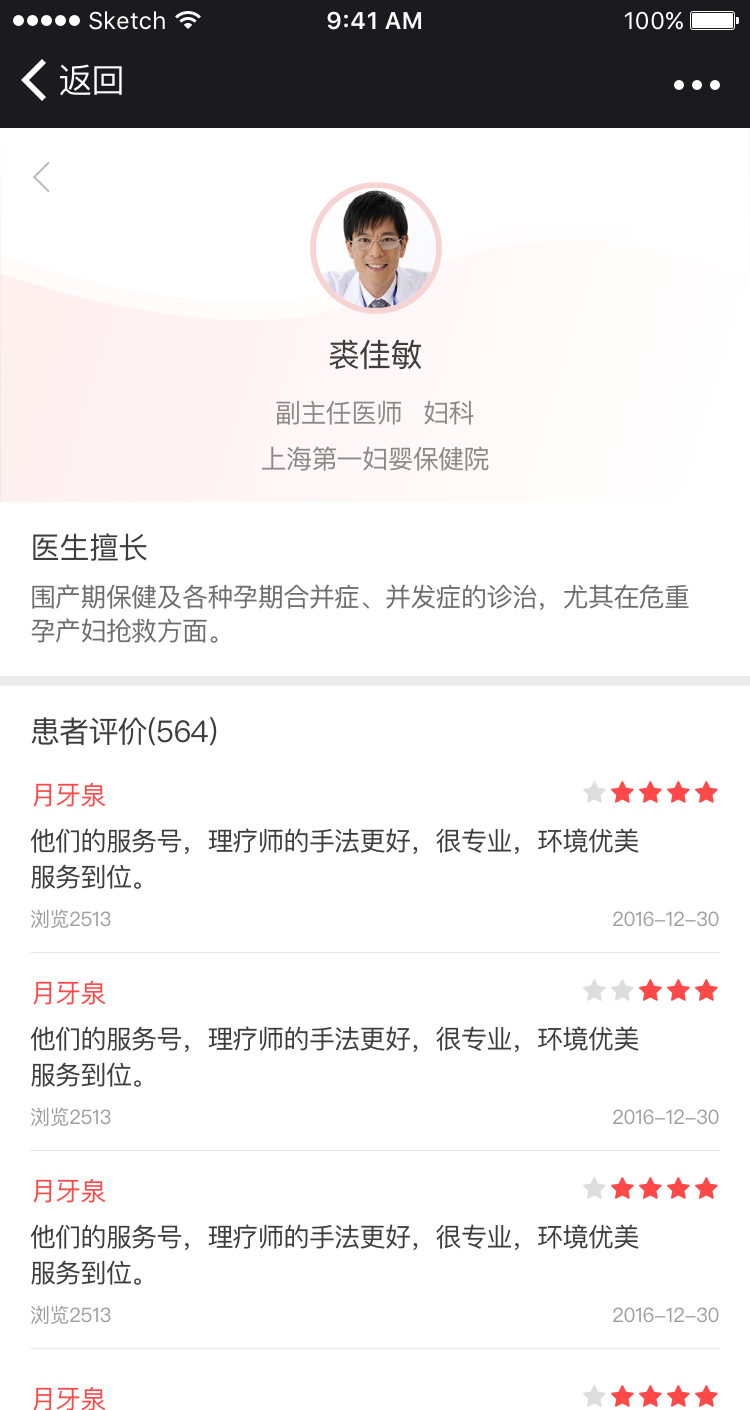 Sketch 9:41 AM 100%
返回
裘佳敏
副主任医师 妇科
上海第一妇婴保健院
医生擅长
围产期保健及各种孕期合并症、并发症的诊治，尤其在危重
孕产妇抢救方面。
患者评价(564)
月牙泉
他们的服务号，理疗师的手法更好，很专业，环境优美
服务到位。
浏览2513 2016-12-30
月牙泉
他们的服务号，理疗师的手法更好，很专业，环境优美
服务到位。
浏览2513 2016-12-30
月牙泉
他们的服务号，理疗师的手法更好，很专业，环境优美
服务到位。
浏览2513 2016-12-30
月牙泉